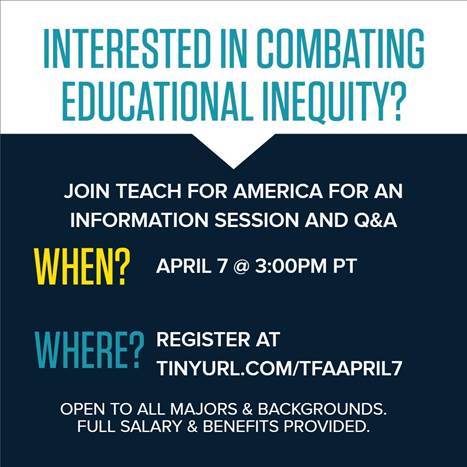 INTERESTED IN COMBATING
EDUCATIONAL INEQUITY?
JOIN TEACH FOR AMERICA FOR AN
INFORMATION SESSION AND Q&A
WHEN? APRIL 7 @ 3:00PM PT
WHERE? REGISTER AT
TINYURL.COM/TFAAPRIL7
OPEN TO ALL MAJORS & BACKGROUNDS.
FULL SALARY & BENEFITS PROVIDED.